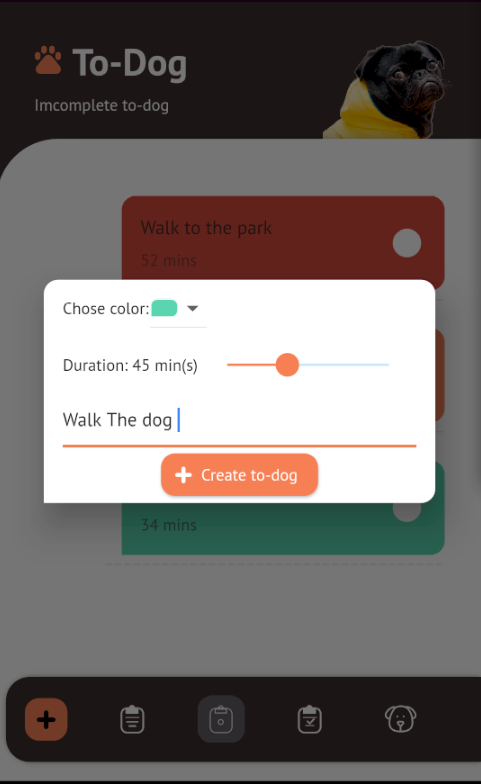 To-Dog
Imcomplete to-dog
Walk to the park
52 mins
Chose color:
Duration: 45 min(s)
Walk The dog
Create to-dog
34 mins